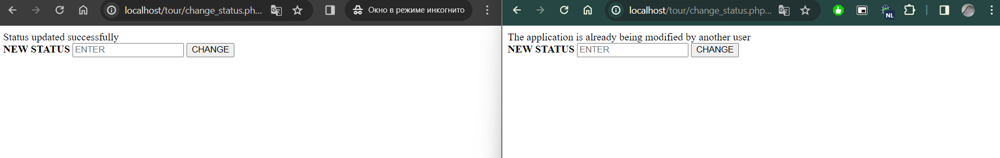 localhost/tour/change_status.ph...
Окно в режиме инкогнито
Status updated successfully
NEW STATUS ENTER CHANGE
localhost/tour/change_status.php...
NL
The application is already being modified by another user
NEW STATUS ENTER CHANGE